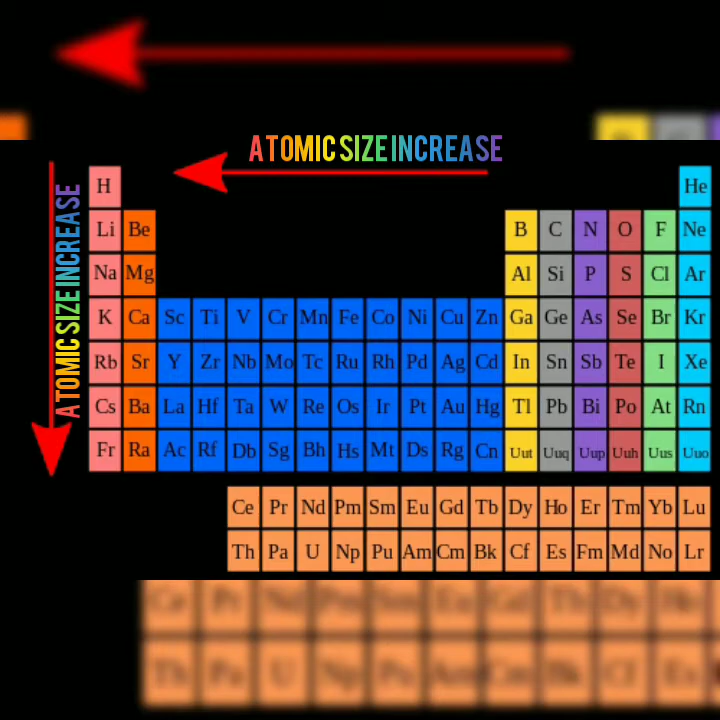 ATOMIC SIZE INCREASE
ATOMIC SIZE INCREASE
H He
Li Be B C N O F Ne
Na Mg Al Si P S Cl Ar
K Ca Sc Ti V Cr Mn Fe Co Ni Cu Zn Ga Ge As Se Br Kr
Rb Sr Y Zr Nb Mo Tc Ru Rh Pd Ag Cd In Sn Sb Te I Xe
Cs Ba La Hf Ta W Re Os Ir Pt Au Hg Tl Pb Bi Po At Rn
Fr Ra Ac Rf Db Sg Bh Hs Mt Ds Rg Cn Uut Uuq Uup Uuh Uus Uuo
Ce Pr Nd Pm Sm Eu Gd Tb Dy Ho Er Tm Yb Lu
Th Pa U Np Pu Am Cm Bk Cf Es Fm Md No Lr